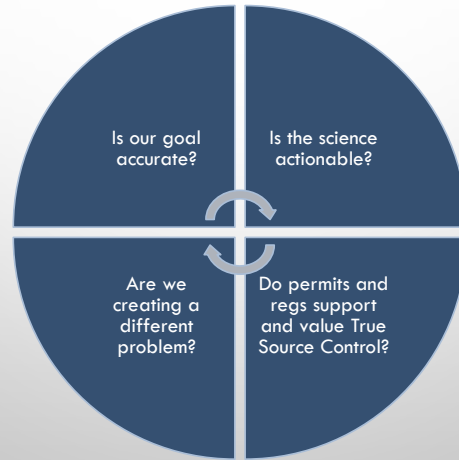 Is our goal
accurate?
Is the science
actionable?
Are we
creating a
different
problem?
Do permits and
regs support
and value True
Source Control?